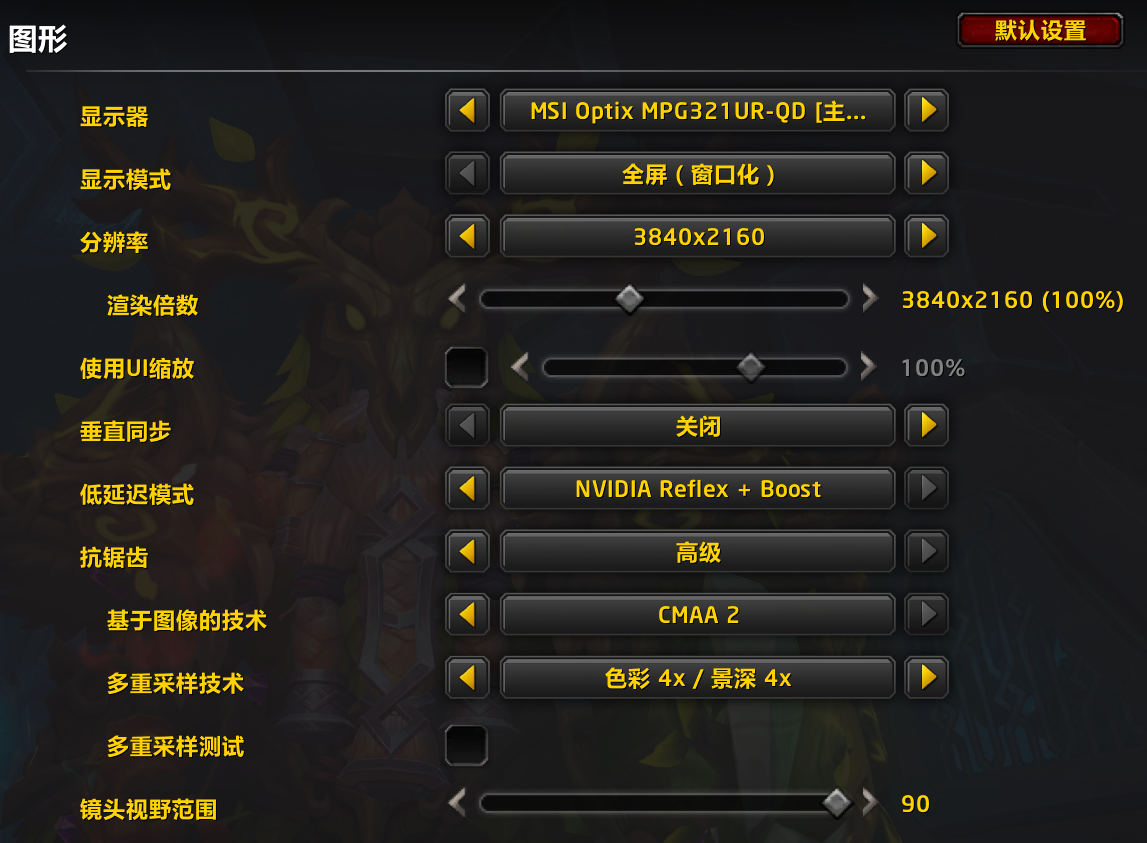 图形
默认设置
显示器 MSI Optix MPG321UR-QD [主...
显示模式 全屏（窗口化）
分辨率 3840x2160
渲染倍数 3840x2160 (100%)
使用UI缩放 100%
垂直同步 关闭
低延迟模式 NVIDIA Reflex + Boost
抗锯齿 高级
基于图像的技术 CMAA 2
多重采样技术 色彩 4x / 景深 4x
多重采样测试
镜头视野范围 90